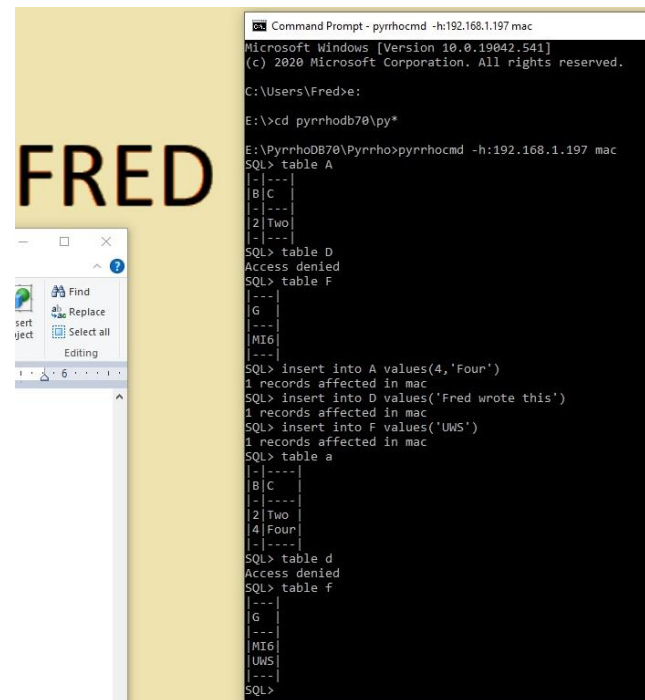 Command Prompt - pyrrhocmd -h:192.168.1.197 mac
Microsoft Windows [Version 10.0.19042.541]
(c) 2020 Microsoft Corporation. All rights reserved.
C:\Users\Fred>e:
E:\>cd pyrrhodb70\py*
E:\PyrrhoDB70\Pyrrho>pyrrhocmd -h:192.168.1.197 mac
SQL> table A
|-|---|
|B|C  |
|-|---|
|2|Two|
|-|---|
SQL> table D
Access denied
SQL> table F
|---|
|G  |
|---|
|MI6|
|---|
SQL> insert into A values(4,'Four')
1 records affected in mac
SQL> insert into D values('Fred wrote this')
1 records affected in mac
SQL> insert into F values('UWS')
1 records affected in mac
SQL> table a
|-|----|
|B|C   |
|-|----|
|2|Two |
|4|Four|
|-|----|
SQL> table d
Access denied
SQL> table f
|---|
|G  |
|---|
|MI6|
|UWS|
|---|
SQL>
FRED
Find
Replace
Select all
sert
ject
Editing
6